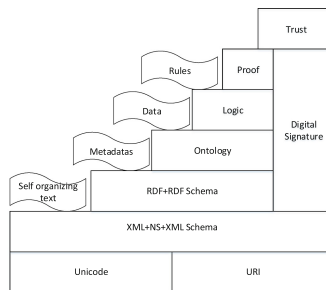 Trust
Rules
Proof
Data
Logic
Digital
Signature
Metadatas
Ontology
Self organizing
text
RDF+RDF Schema
XML+NS+XML Schema
Unicode
URI